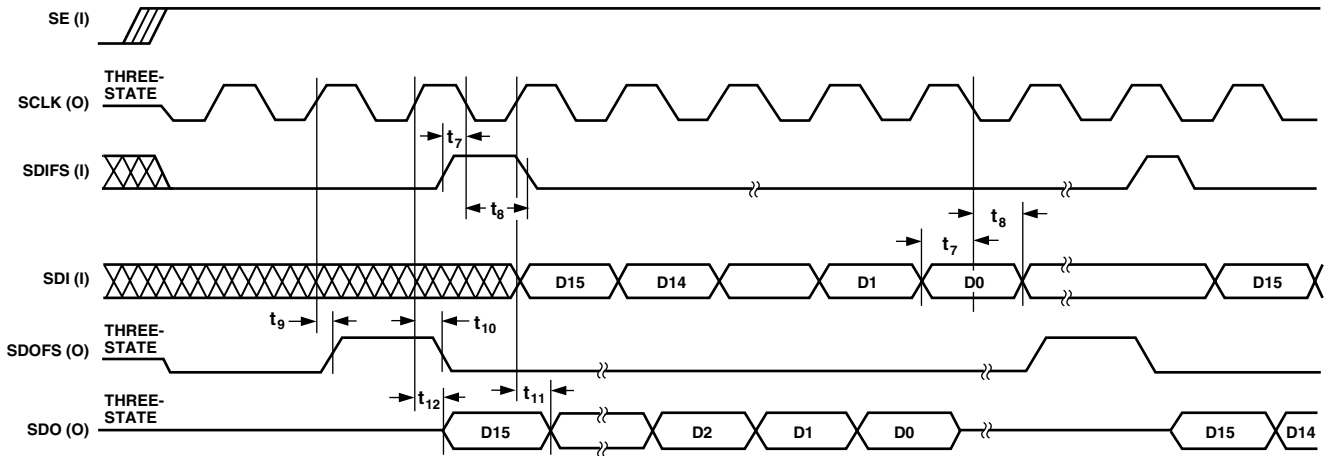 SE (I)
SCLK (O)
THREE-
STATE
t7
SDIFS (I)
t8
t8
t7
SDI (I)
D15
D14
D1
D0
D15
t9
t10
SDOFS (O)
THREE-
STATE
t12
t11
SDO (O)
THREE-
STATE
D15
D2
D1
D0
D15
D14